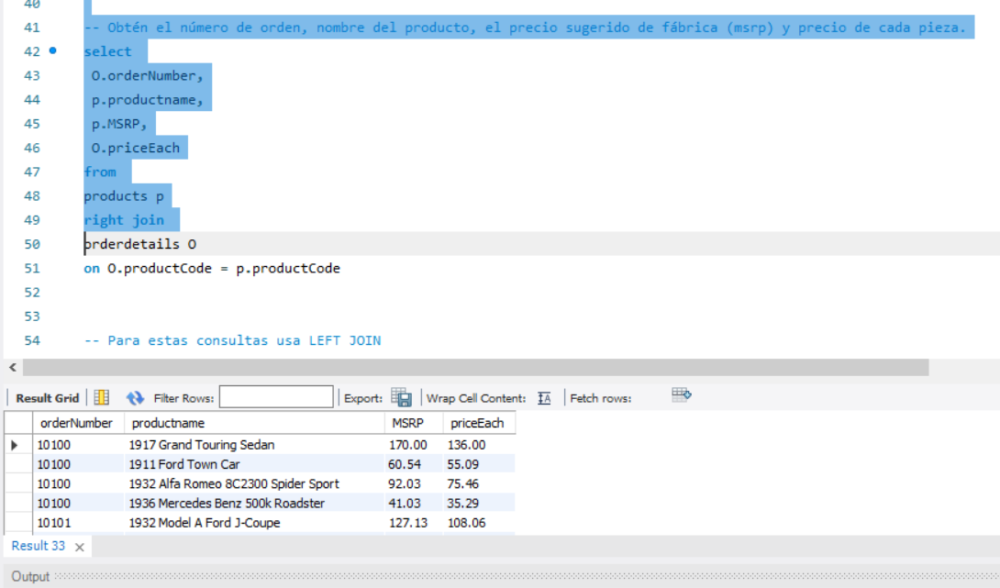 40
41 -- Obtén el número de orden, nombre del producto, el precio sugerido de fábrica (msrp) y precio de cada pieza.
42 select
43 O.orderNumber,
44 p.productname,
45 p.MSRP,
46 O.priceEach
47 from
48 products p
49 right join
50 orderdetails O
51 on O.productCode = p.productCode
52
53
54 -- Para estas consultas usa LEFT JOIN
Result Grid Filter Rows: Export: Wrap Cell Content: IA Fetch rows:
orderNumber productname MSRP priceEach
10100 1917 Grand Touring Sedan 170.00 136.00
10100 1911 Ford Town Car 60.54 55.09
10100 1932 Alfa Romeo 8C2300 Spider Sport 92.03 75.46
10100 1936 Mercedes Benz 500k Roadster 41.03 35.29
10101 1932 Model A Ford J-Coupe 127.13 108.06
Result 33 ×
Output